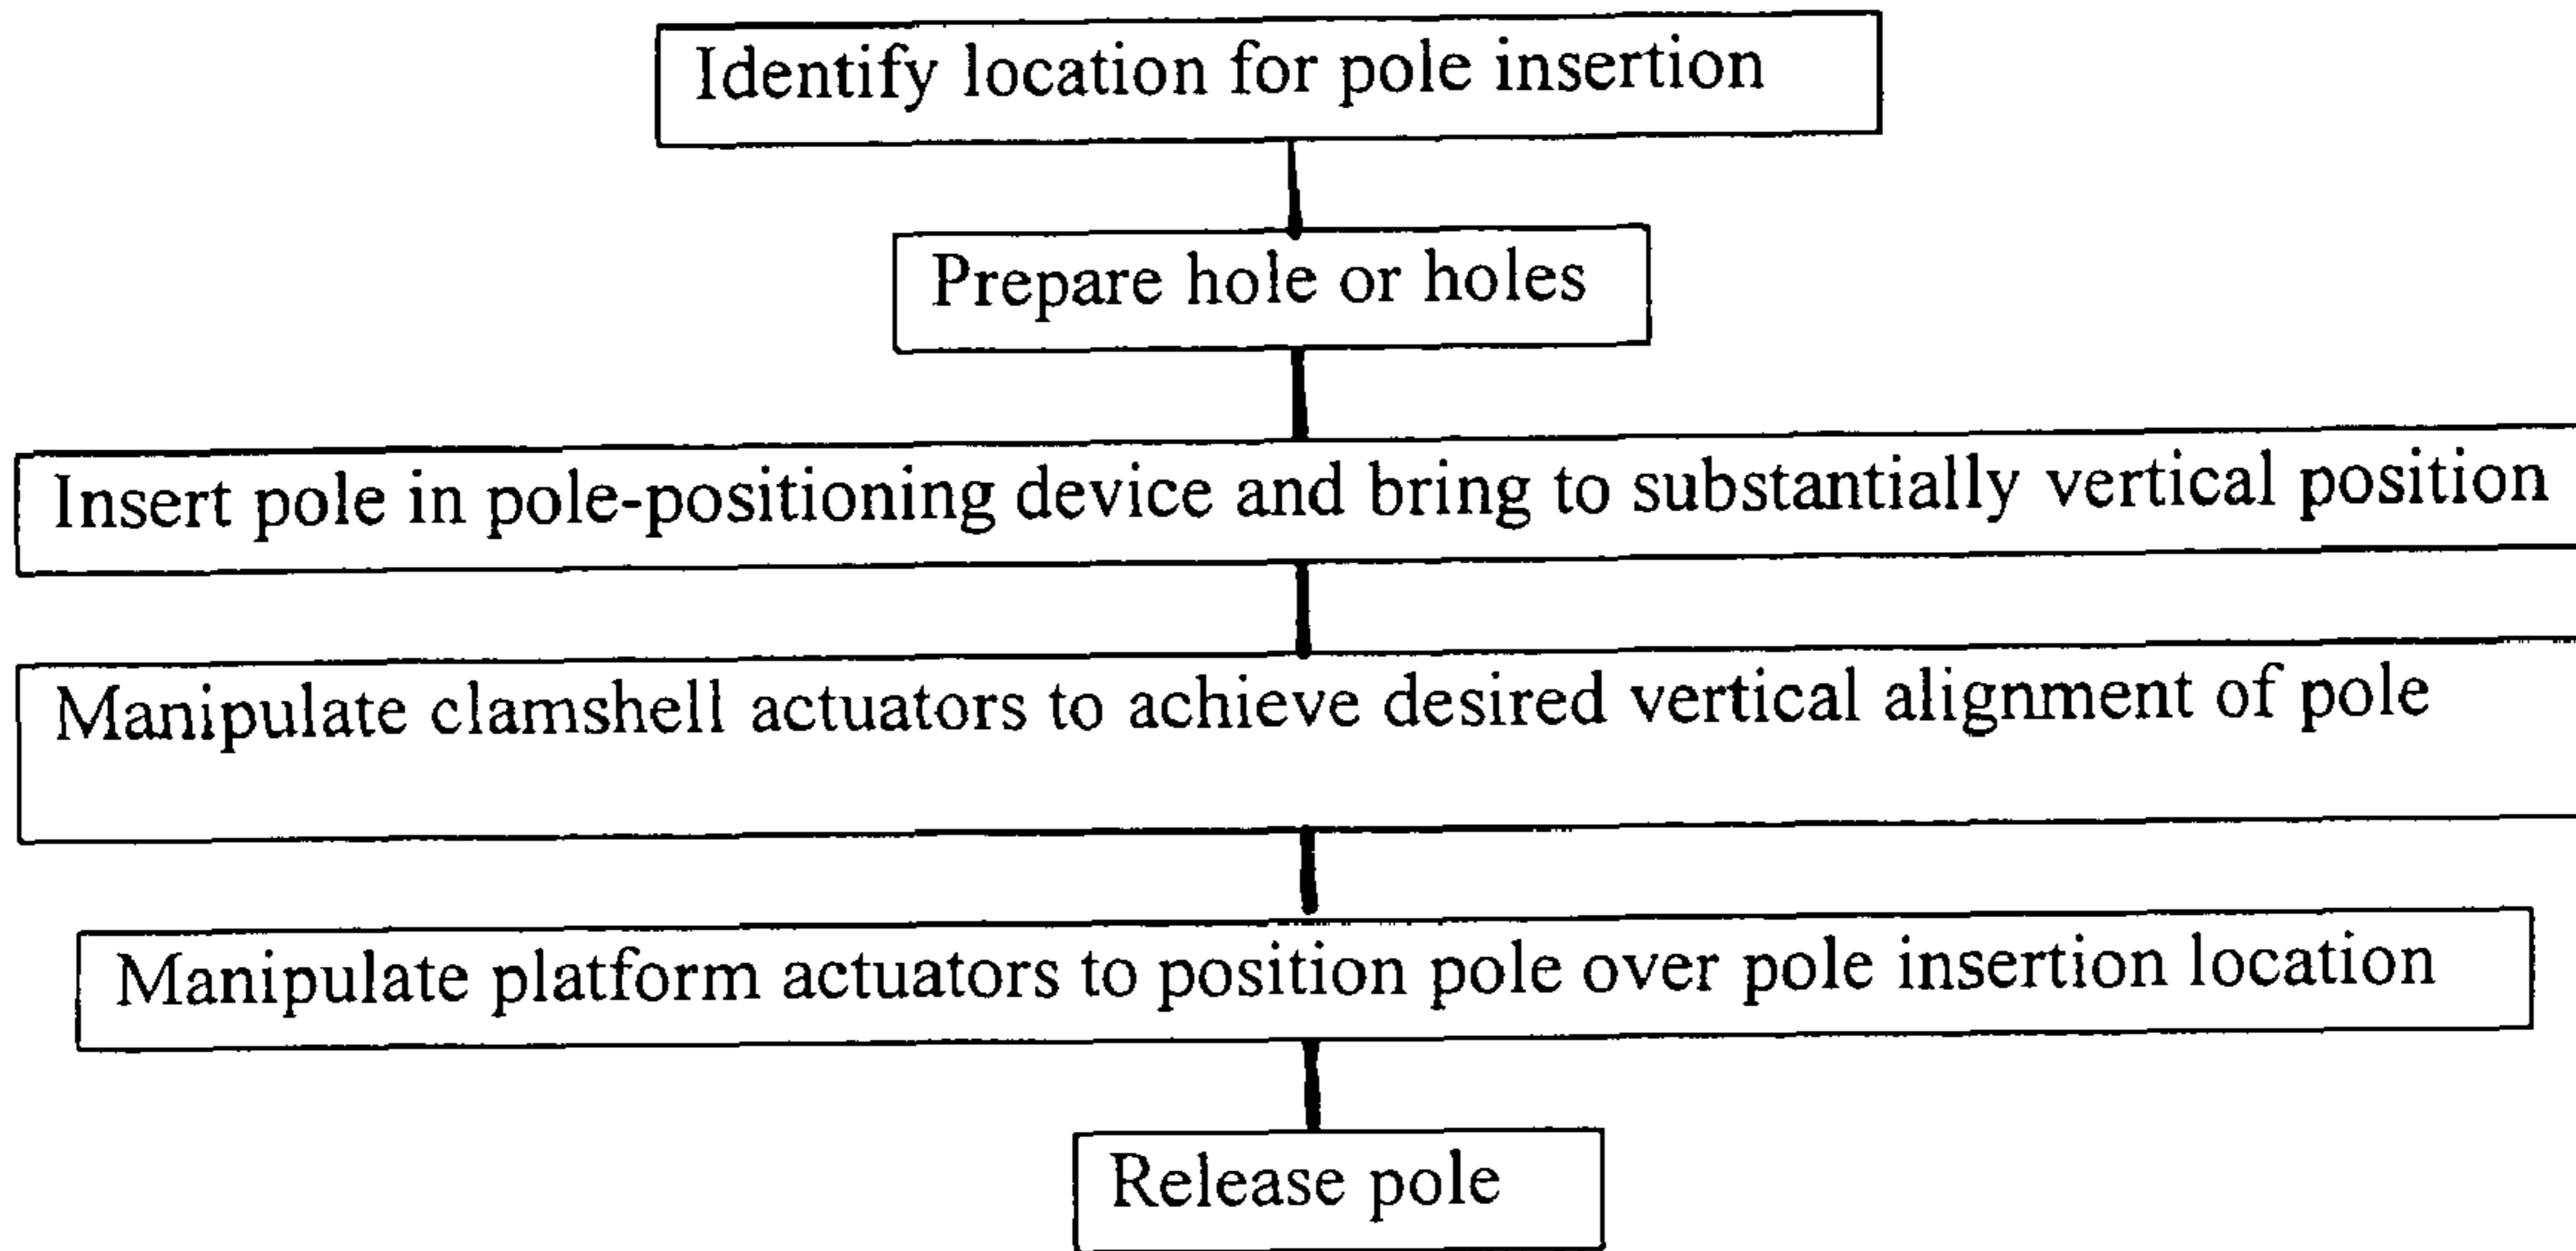 Identify location for pole insertion
Prepare hole or holes
Insert pole in pole-positioning device and bring to substantially vertical position
Manipulate clamshell actuators to achieve desired vertical alignment of pole
Manipulate platform actuators to position pole over pole insertion location
Release pole